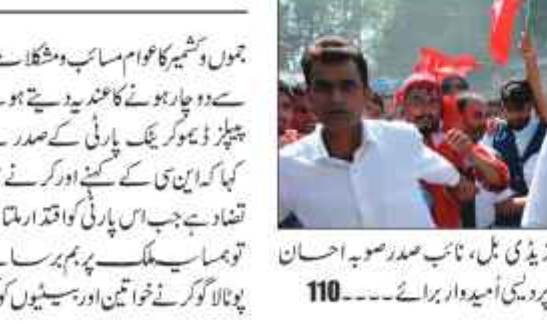 جموں وکشمیر کا عوام مسائب ومشکلات
سے دو چار ہونے کا عندیہ دیتے ہو
پیپلز ڈیموکریٹک پارٹی کے صدر
کہا کہ این سی کے کہنے اور کرنے
تضاد ہے جب اس پارٹی کو اقتدار ملتا
تو ہمسایہ ملک پر بم برسا
پوٹا لاگو کرنے خواتین اور بیٹیوں کو
زیڈی بل، نائب صدر صوبہ احسان
پردیسی اُمیدوار برائے ---- 110